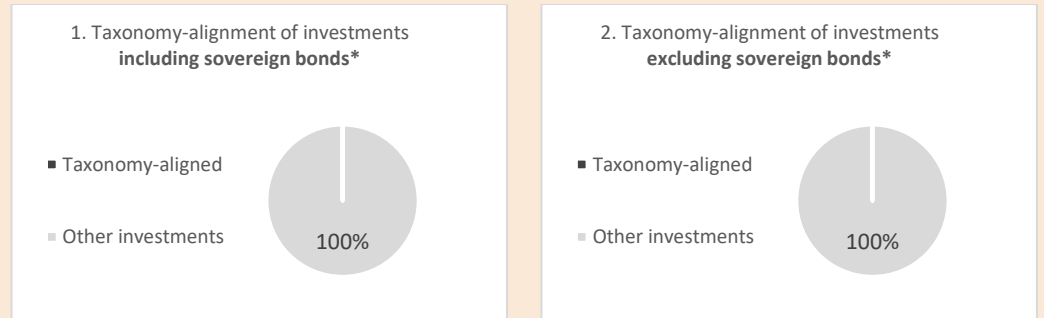 1. Taxonomy-alignment of investments
including sovereign bonds*
Taxonomy-aligned
Other investments
100%
2. Taxonomy-alignment of investments
excluding sovereign bonds*
Taxonomy-aligned
Other investments
100%